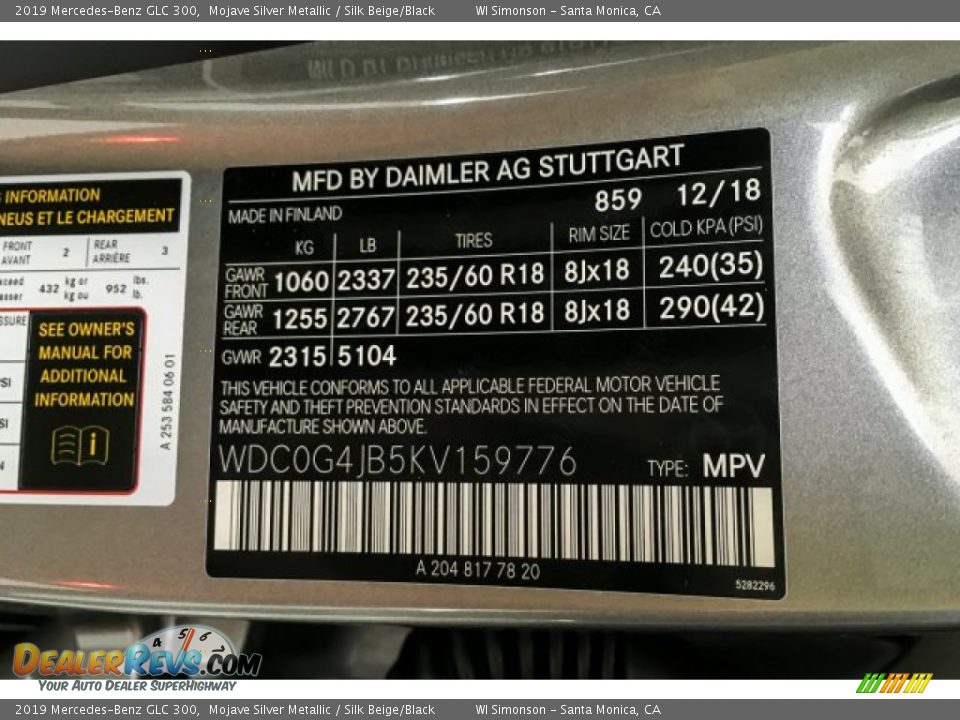 2019 Mercedes-Benz GLC 300, Mojave Silver Metallic / Silk Beige/Black WI Simonson - Santa Monica, CA
INFORMATION
NEUS ET LE CHARGEMENT
FRONT AVANT 2 REAR ARRIÈRE 3
432 kg or kg ou 952 lbs. lb.
SEE OWNER'S
MANUAL FOR
ADDITIONAL
INFORMATION
A 253 584 06 01
MFD BY DAIMLER AG STUTTGART
859 12/18
MADE IN FINLAND
KG LB TIRES RIM SIZE COLD KPA(PSI)
GAWR FRONT 1060 2337 235/60 R18 8Jx18 240(35)
GAWR REAR 1255 2767 235/60 R18 8Jx18 290(42)
GVWR 2315 5104
THIS VEHICLE CONFORMS TO ALL APPLICABLE FEDERAL MOTOR VEHICLE
SAFETY AND THEFT PREVENTION STANDARDS IN EFFECT ON THE DATE OF
MANUFACTURE SHOWN ABOVE.
WDC0G4JB5KV159776 TYPE: MPV
A 204 817 78 20
5282296
4 5 6 7
DealerRevs.com
Your Auto Dealer SuperHighway
2019 Mercedes-Benz GLC 300, Mojave Silver Metallic / Silk Beige/Black WI Simonson - Santa Monica, CA